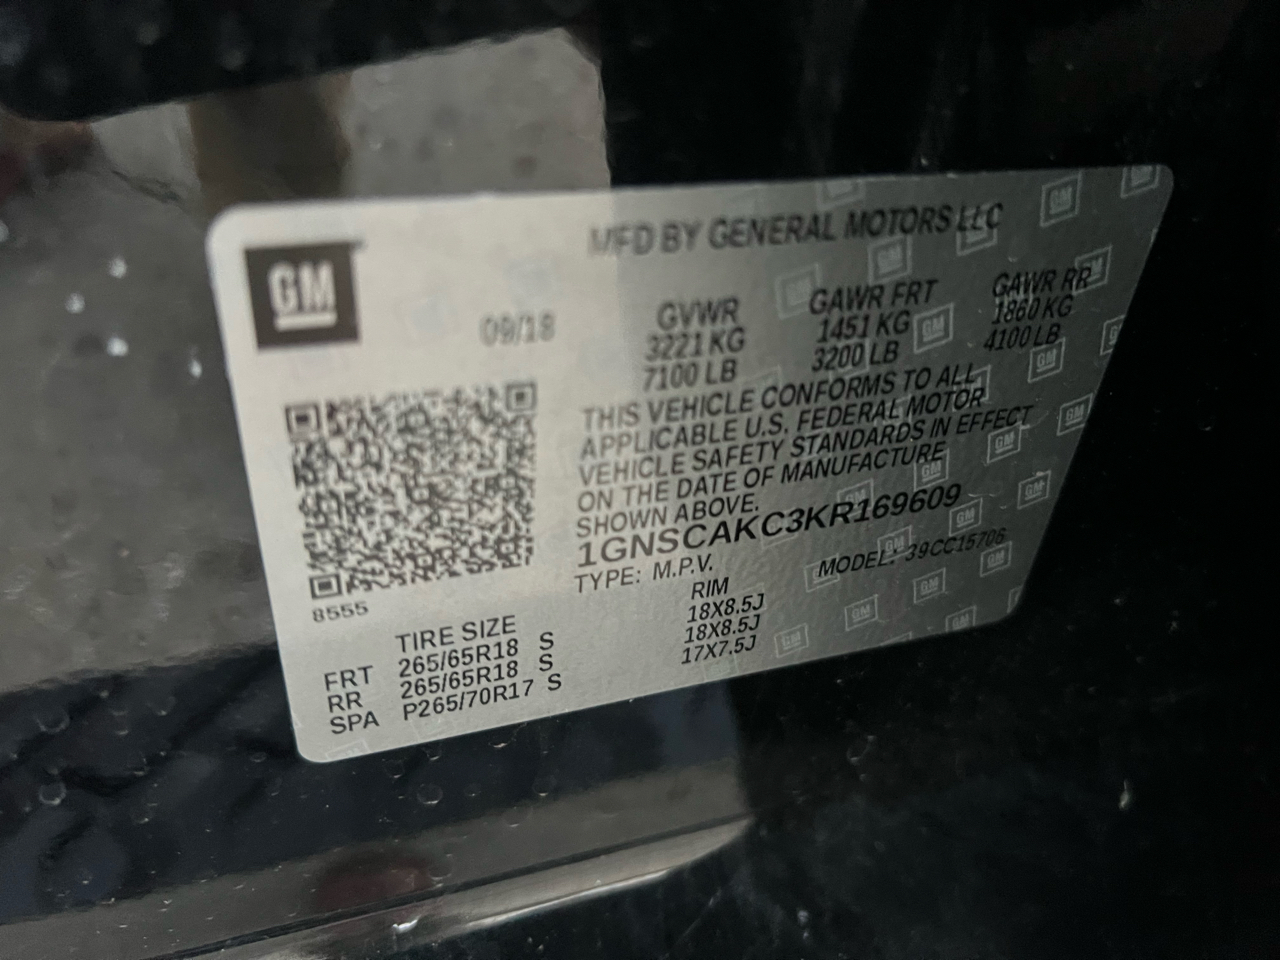 GM
MFD BY GENERAL MOTORS LLC
09/18
GVWR GAWR FRT GAWR RR
3221 KG 1451 KG 1860 KG
7100 LB 3200 LB 4100 LB
THIS VEHICLE CONFORMS TO ALL
APPLICABLE U.S. FEDERAL MOTOR
VEHICLE SAFETY STANDARDS IN EFFECT
ON THE DATE OF MANUFACTURE
SHOWN ABOVE.
1GNSCAKC3KR169609
TYPE: M.P.V. MODEL: 39CC15706
8555
TIRE SIZE RIM
FRT 265/65R18 S 18X8.5J
RR 265/65R18 S 18X8.5J
SPA P265/70R17 S 17X7.5J